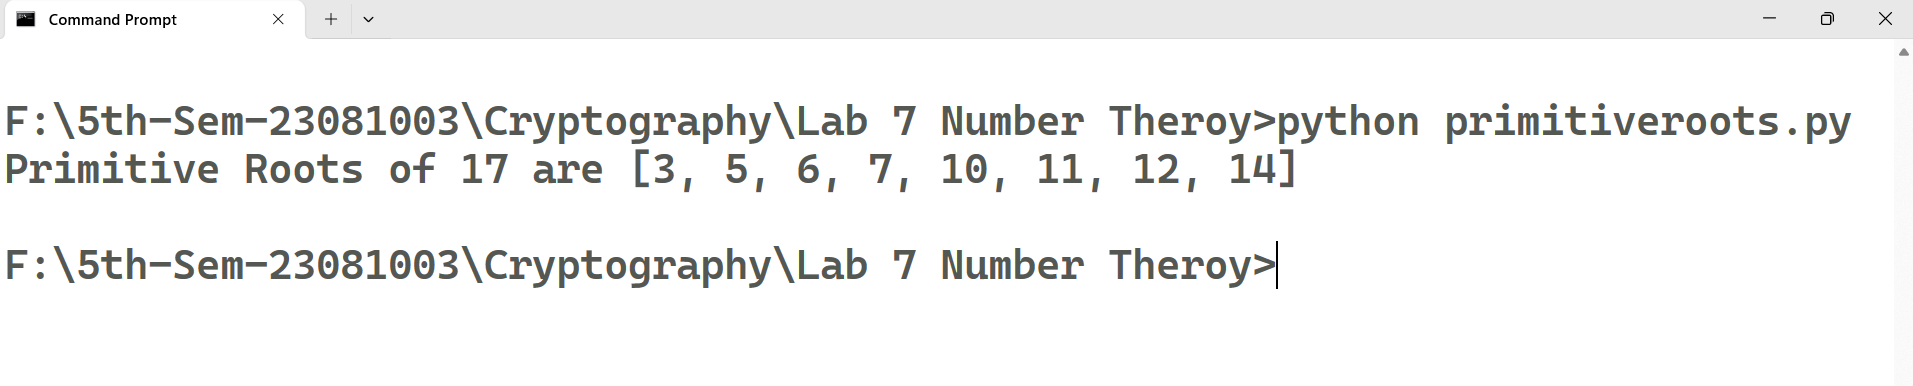 Command Prompt
F:\5th-Sem-23081003\Cryptography\Lab 7 Number Theroy>python primitiveroots.py
Primitive Roots of 17 are [3, 5, 6, 7, 10, 11, 12, 14]
F:\5th-Sem-23081003\Cryptography\Lab 7 Number Theroy>